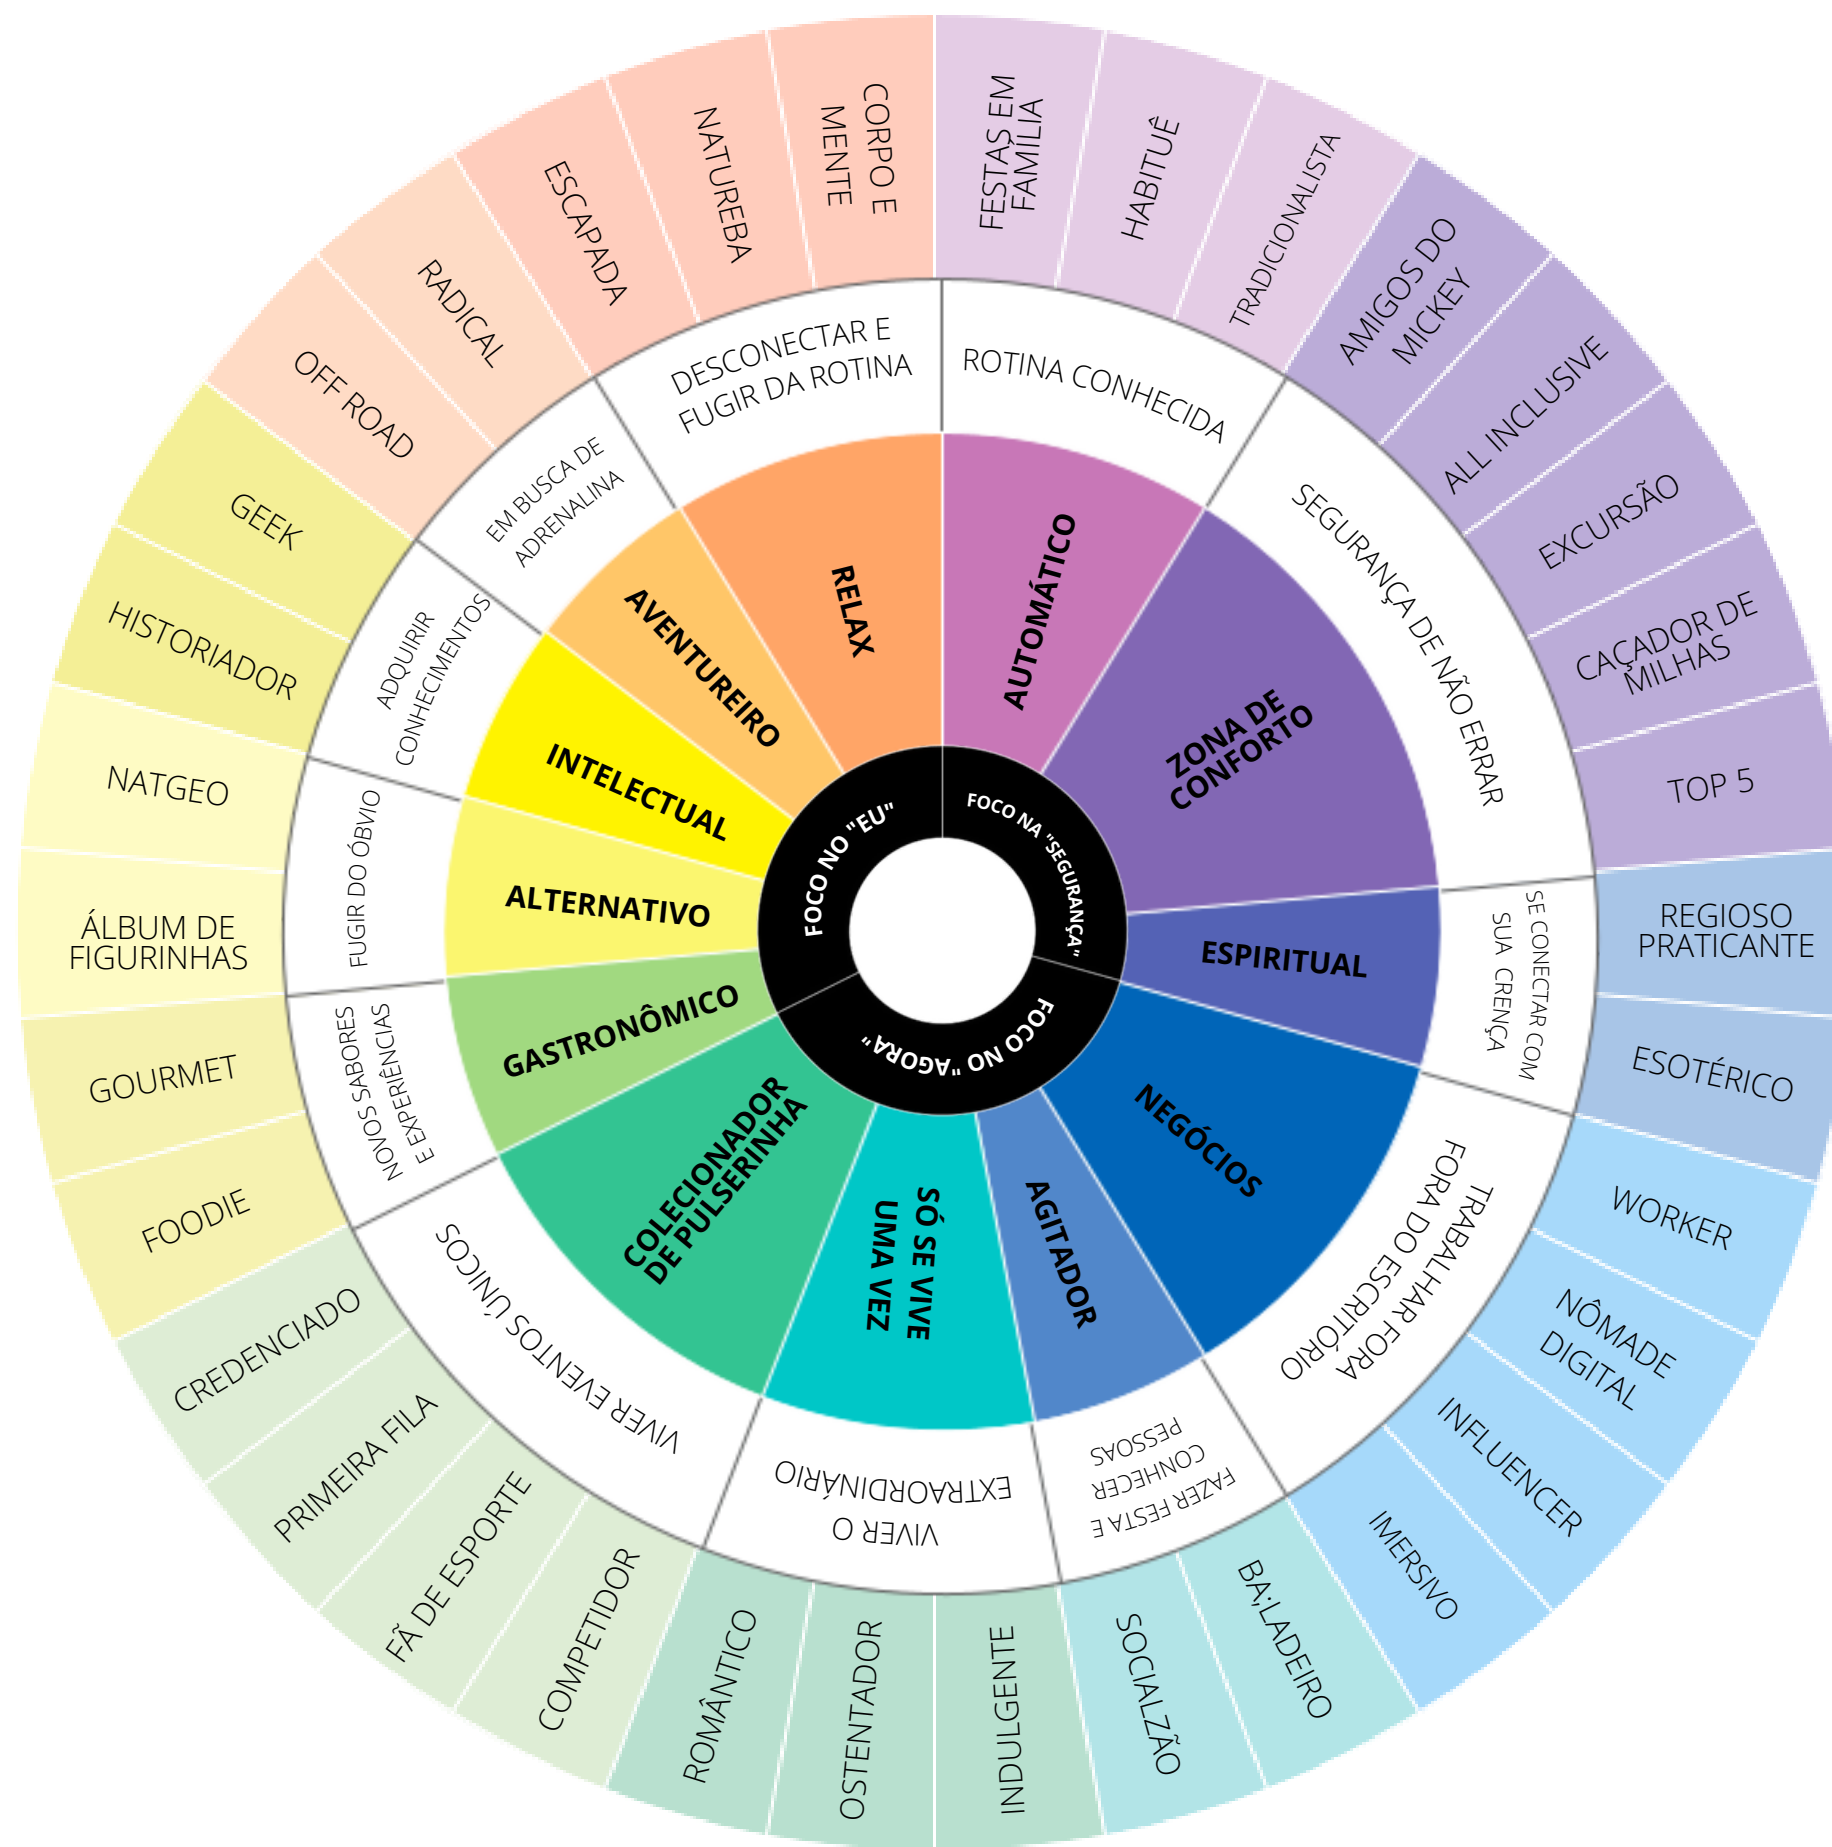 FOCO NA "SEGURANÇA"
FOCO NO "AGORA"
FOCO NO "EU"
AUTOMÁTICO
ZONA DE
CONFORTO
ESPIRITUAL
NEGÓCIOS
AGITADOR
SÓ SE VIVE
UMA VEZ
COLECIONADOR
DE PULSERINHA
GASTRONÔMICO
ALTERNATIVO
INTELECTUAL
AVENTUREIRO
RELAX
ROTINA CONHECIDA
SEGURANÇA DE NÃO ERRAR
SE CONECTAR COM
SUA CRENÇA
TRABALHAR FORA
FORA DO ESCRITÓRIO
FAZER FESTA E
CONHECER
PESSOAS
VIVER O
EXTRAORDINÁRIO
VIVER EVENTOS ÚNICOS
NOVOS SABORES
E EXPERIÊNCIAS
FUGIR DO ÓBVIO
ADQUIRIR
CONHECIMENTOS
EM BUSCA DE
ADRENALINA
DESCONECTAR E
FUGIR DA ROTINA
FESTAS EM
FAMÍLIA
HABITUÊ
TRADICIONALISTA
AMIGOS DO
MICKEY
ALL INCLUSIVE
EXCURSÃO
CAÇADOR DE
MILHAS
TOP 5
REGIOSO
PRATICANTE
ESOTÉRICO
WORKER
NÔMADE
DIGITAL
INFLUENCER
IMERSIVO
BA;LADEIRO
SOCIALZÃO
INDULGENTE
OSTENTADOR
ROMÂNTICO
COMPETIDOR
FÃ DE ESPORTE
PRIMEIRA FILA
CREDENCIADO
FOODIE
GOURMET
ÁLBUM DE
FIGURINHAS
NATGEO
HISTORIADOR
GEEK
OFF ROAD
RADICAL
ESCAPADA
NATUREBA
CORPO E
MENTE